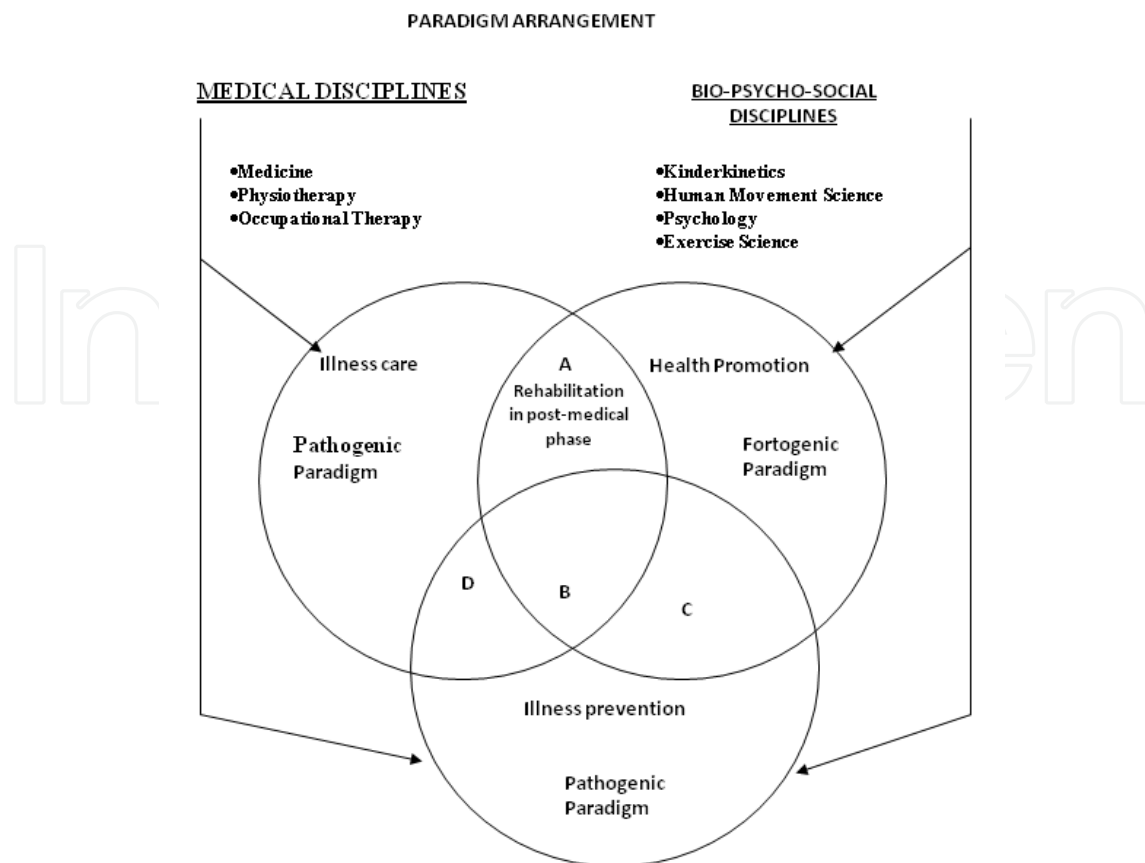 PARADIGM ARRANGEMENT
MEDICAL DISCIPLINES
•Medicine
•Physiotherapy
•Occupational Therapy
BIO-PSYCHO-SOCIAL
DISCIPLINES
•Kinderkinetics
•Human Movement Science
•Psychology
•Exercise Science
Illness care
Pathogenic
Paradigm
A
Rehabilitation
in post-medical
phase
Health Promotion
Fortogenic
Paradigm
D
B
C
Illness prevention
Pathogenic
Paradigm